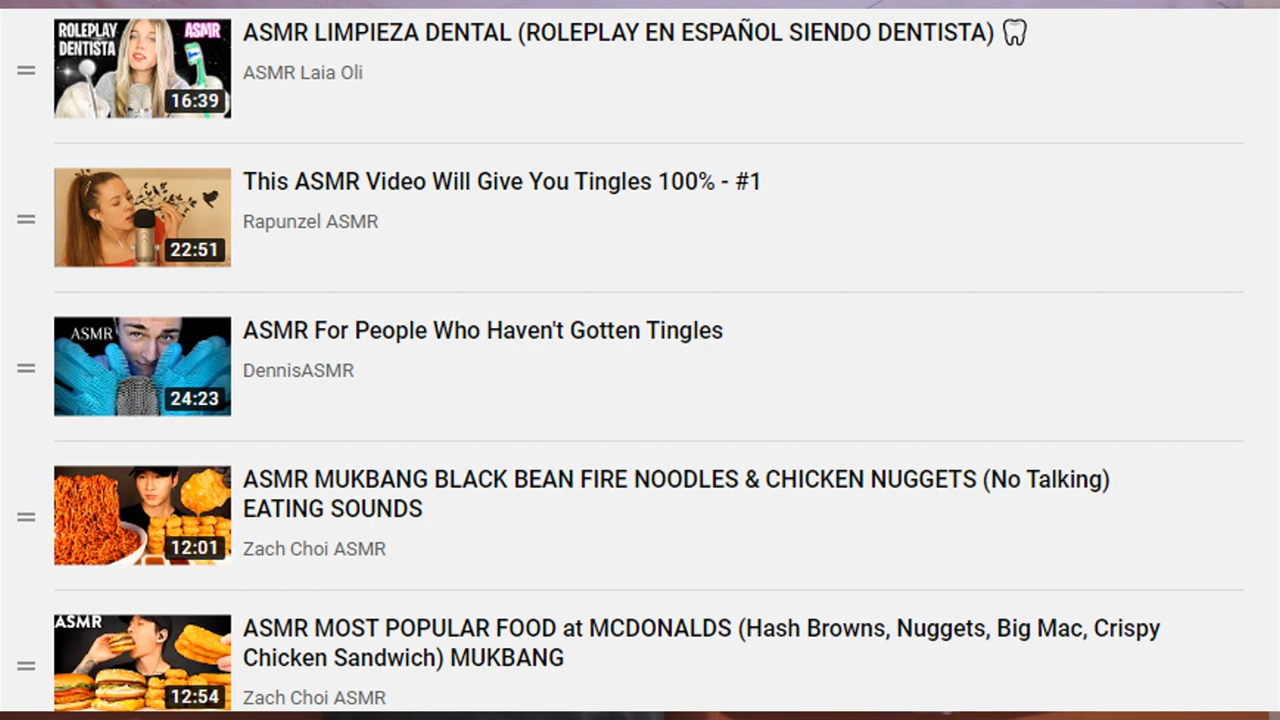 ROLEPLAY
DENTISTA
ASMR
16:39
ASMR LIMPIEZA DENTAL (ROLEPLAY EN ESPAÑOL SIENDO DENTISTA) 🦷
ASMR Laia Oli
22:51
This ASMR Video Will Give You Tingles 100% - #1
Rapunzel ASMR
ASMR
24:23
ASMR For People Who Haven't Gotten Tingles
DennisASMR
12:01
ASMR MUKBANG BLACK BEAN FIRE NOODLES & CHICKEN NUGGETS (No Talking)
EATING SOUNDS
Zach Choi ASMR
ASMR
12:54
ASMR MOST POPULAR FOOD at MCDONALDS (Hash Browns, Nuggets, Big Mac, Crispy
Chicken Sandwich) MUKBANG
Zach Choi ASMR